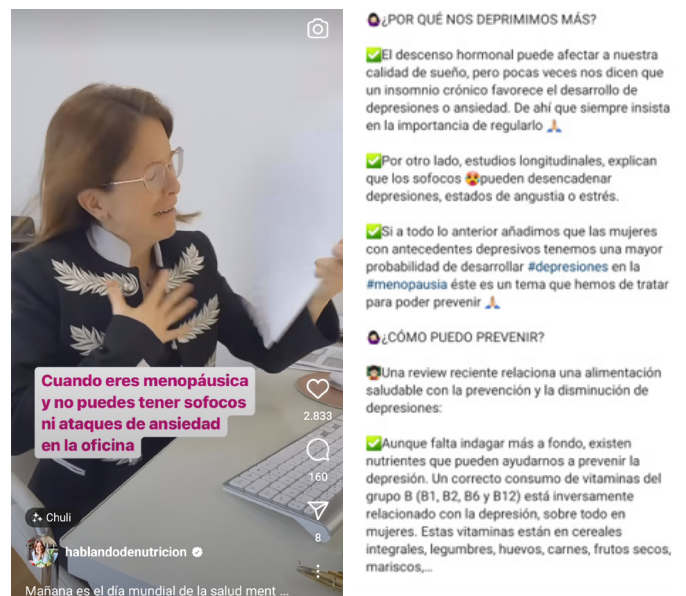 Cuando eres menopáusica
y no puedes tener sofocos
ni ataques de ansiedad
en la oficina
2.833
160
8
Chuli
hablandodenutricion
Mañana es el día mundial de la salud ment ...
¿POR QUÉ NOS DEPRIMIMOS MÁS?
✅El descenso hormonal puede afectar a nuestra
calidad de sueño, pero pocas veces nos dicen que
un insomnio crónico favorece el desarrollo de
depresiones o ansiedad. De ahí que siempre insista
en la importancia de regularlo 🙏🏼
✅Por otro lado, estudios longitudinales, explican
que los sofocos 🥵pueden desencadenar
depresiones, estados de angustia o estrés.
✅Si a todo lo anterior añadimos que las mujeres
con antecedentes depresivos tenemos una mayor
probabilidad de desarrollar #depresiones en la
#menopausia éste es un tema que hemos de tratar
para poder prevenir 🙏🏼
¿CÓMO PUEDO PREVENIR?
Una review reciente relaciona una alimentación
saludable con la prevención y la disminución de
depresiones:
✅Aunque falta indagar más a fondo, existen
nutrientes que pueden ayudarnos a prevenir la
depresión. Un correcto consumo de vitaminas del
grupo B (B1, B2, B6 y B12) está inversamente
relacionado con la depresión, sobre todo en
mujeres. Estas vitaminas están en cereales
integrales, legumbres, huevos, carnes, frutos secos,
mariscos,...